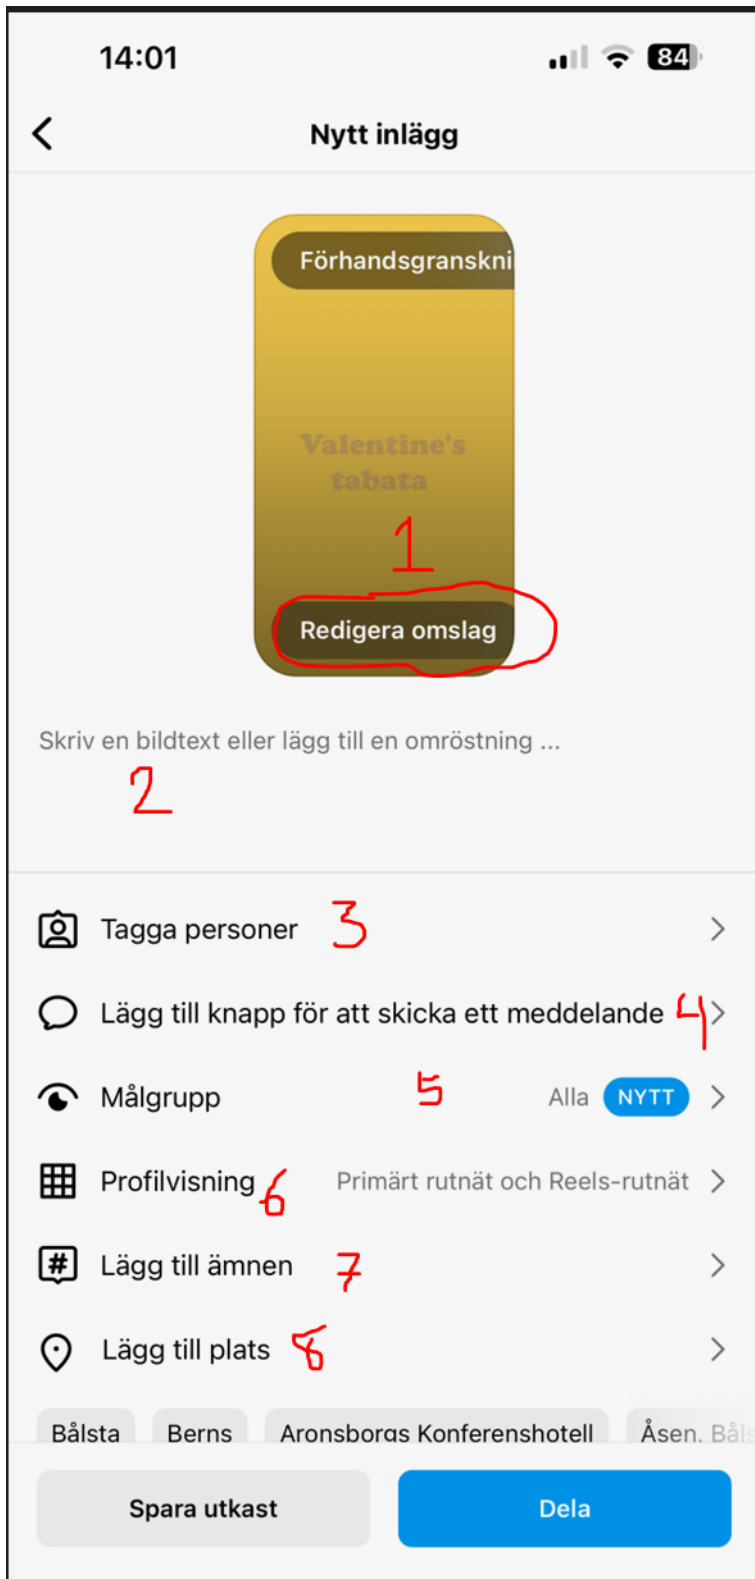 14:01
84
Nytt inlägg
Förhandsgranskni
Valentine's
tabata
1
Redigera omslag
Skriv en bildtext eller lägg till en omröstning ...
2
Tagga personer 3
Lägg till knapp för att skicka ett meddelande 4
Målgrupp 5 Alla NYTT
Profilvisning 6 Primärt rutnät och Reels-rutnät
# Lägg till ämnen 7
Lägg till plats 8
Bålsta Berns Aronsborgs Konferenshotell Åsen, Båls
Spara utkast Dela